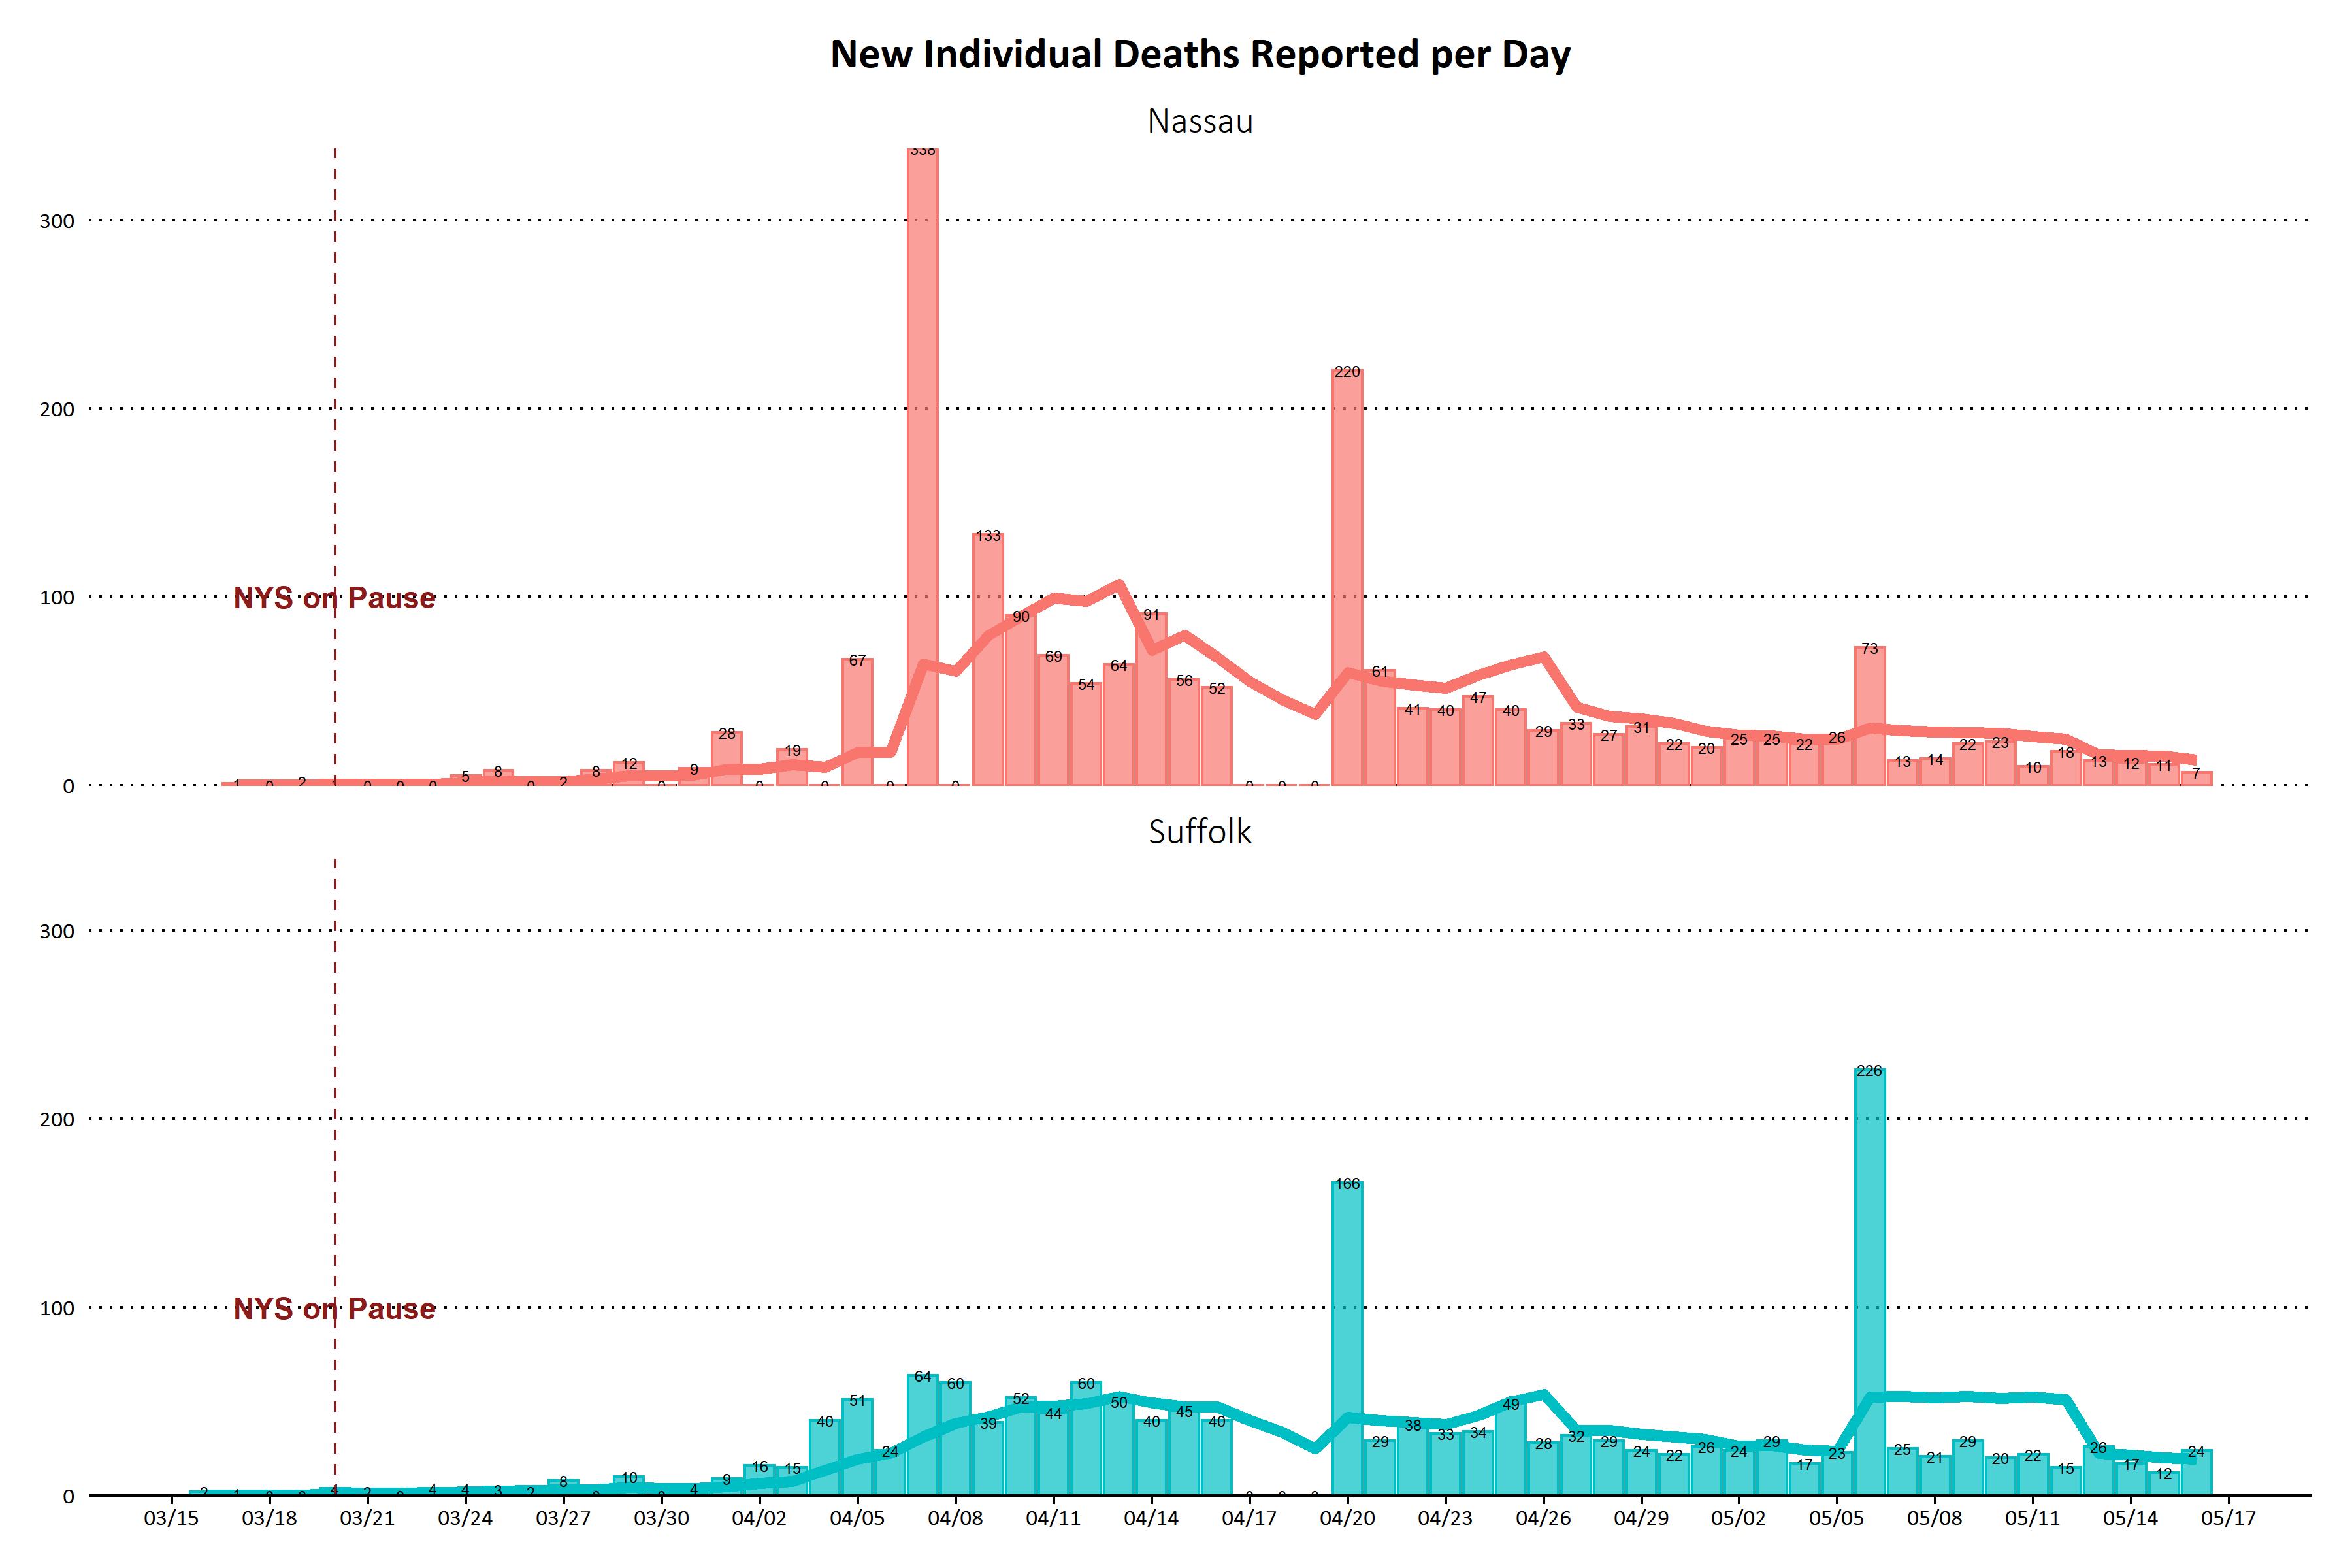 New Individual Deaths Reported per Day
Nassau
338
300
220
200
133
NYS on Pause
100
1 0 2 0 0 0 5 8 0 2 8 12 0 9 28 0 19 0 67 0 0 90 69 54 64 91 56 52 0 0 0 61 41 40 47 40 29 33 27 31 22 20 25 25 22 26 73 13 14 22 23 10 18 13 12 11 7
0
Suffolk
300
226
200
166
NYS on Pause
100
2 1 0 0 4 2 0 4 4 3 2 8 0 10 0 4 9 16 15 40 51 24 64 60 39 52 44 60 50 40 45 40 0 0 0 29 38 33 34 49 28 32 29 24 22 26 24 29 17 23 25 21 29 20 22 15 26 17 12 24
0
03/15 03/18 03/21 03/24 03/27 03/30 04/02 04/05 04/08 04/11 04/14 04/17 04/20 04/23 04/26 04/29 05/02 05/05 05/08 05/11 05/14 05/17